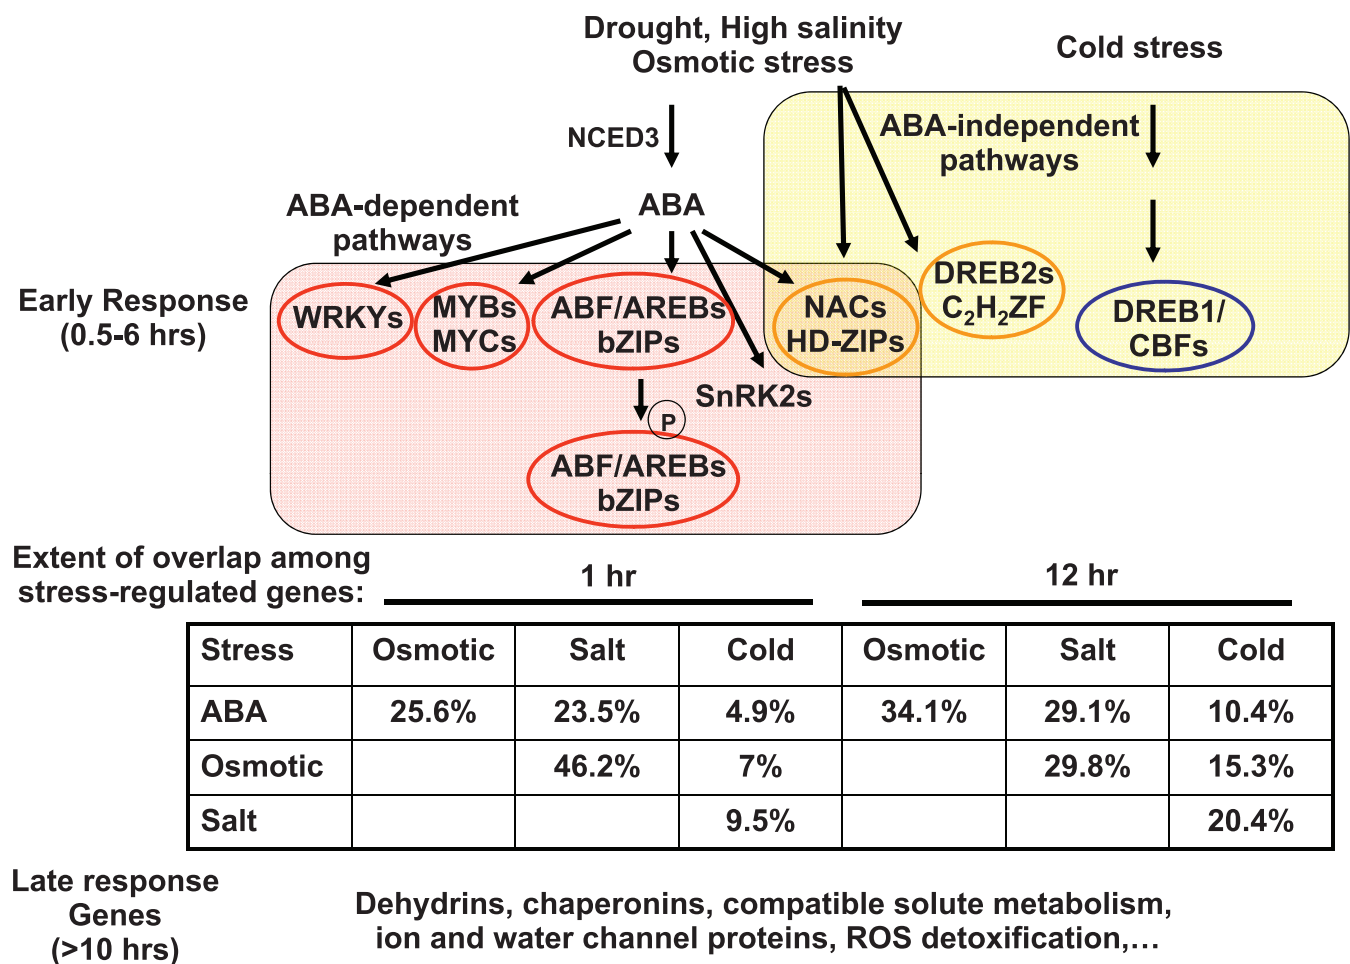 Drought, High salinity
Osmotic stress
Cold stress
NCED3
ABA-independent
pathways
ABA-dependent
pathways
ABA
Early Response
(0.5-6 hrs)
WRKYs
MYBs
MYCs
ABF/AREBs
bZIPs
NACs
HD-ZIPs
DREB2s
C₂H₂ZF
DREB1/
CBFs
SnRK2s
P
ABF/AREBs
bZIPs
Extent of overlap among
stress-regulated genes:
1 hr
12 hr
Stress Osmotic Salt Cold Osmotic Salt Cold
ABA 25.6% 23.5% 4.9% 34.1% 29.1% 10.4%
Osmotic 46.2% 7% 29.8% 15.3%
Salt 9.5% 20.4%
Late response
Genes
(>10 hrs)
Dehydrins, chaperonins, compatible solute metabolism,
ion and water channel proteins, ROS detoxification,...